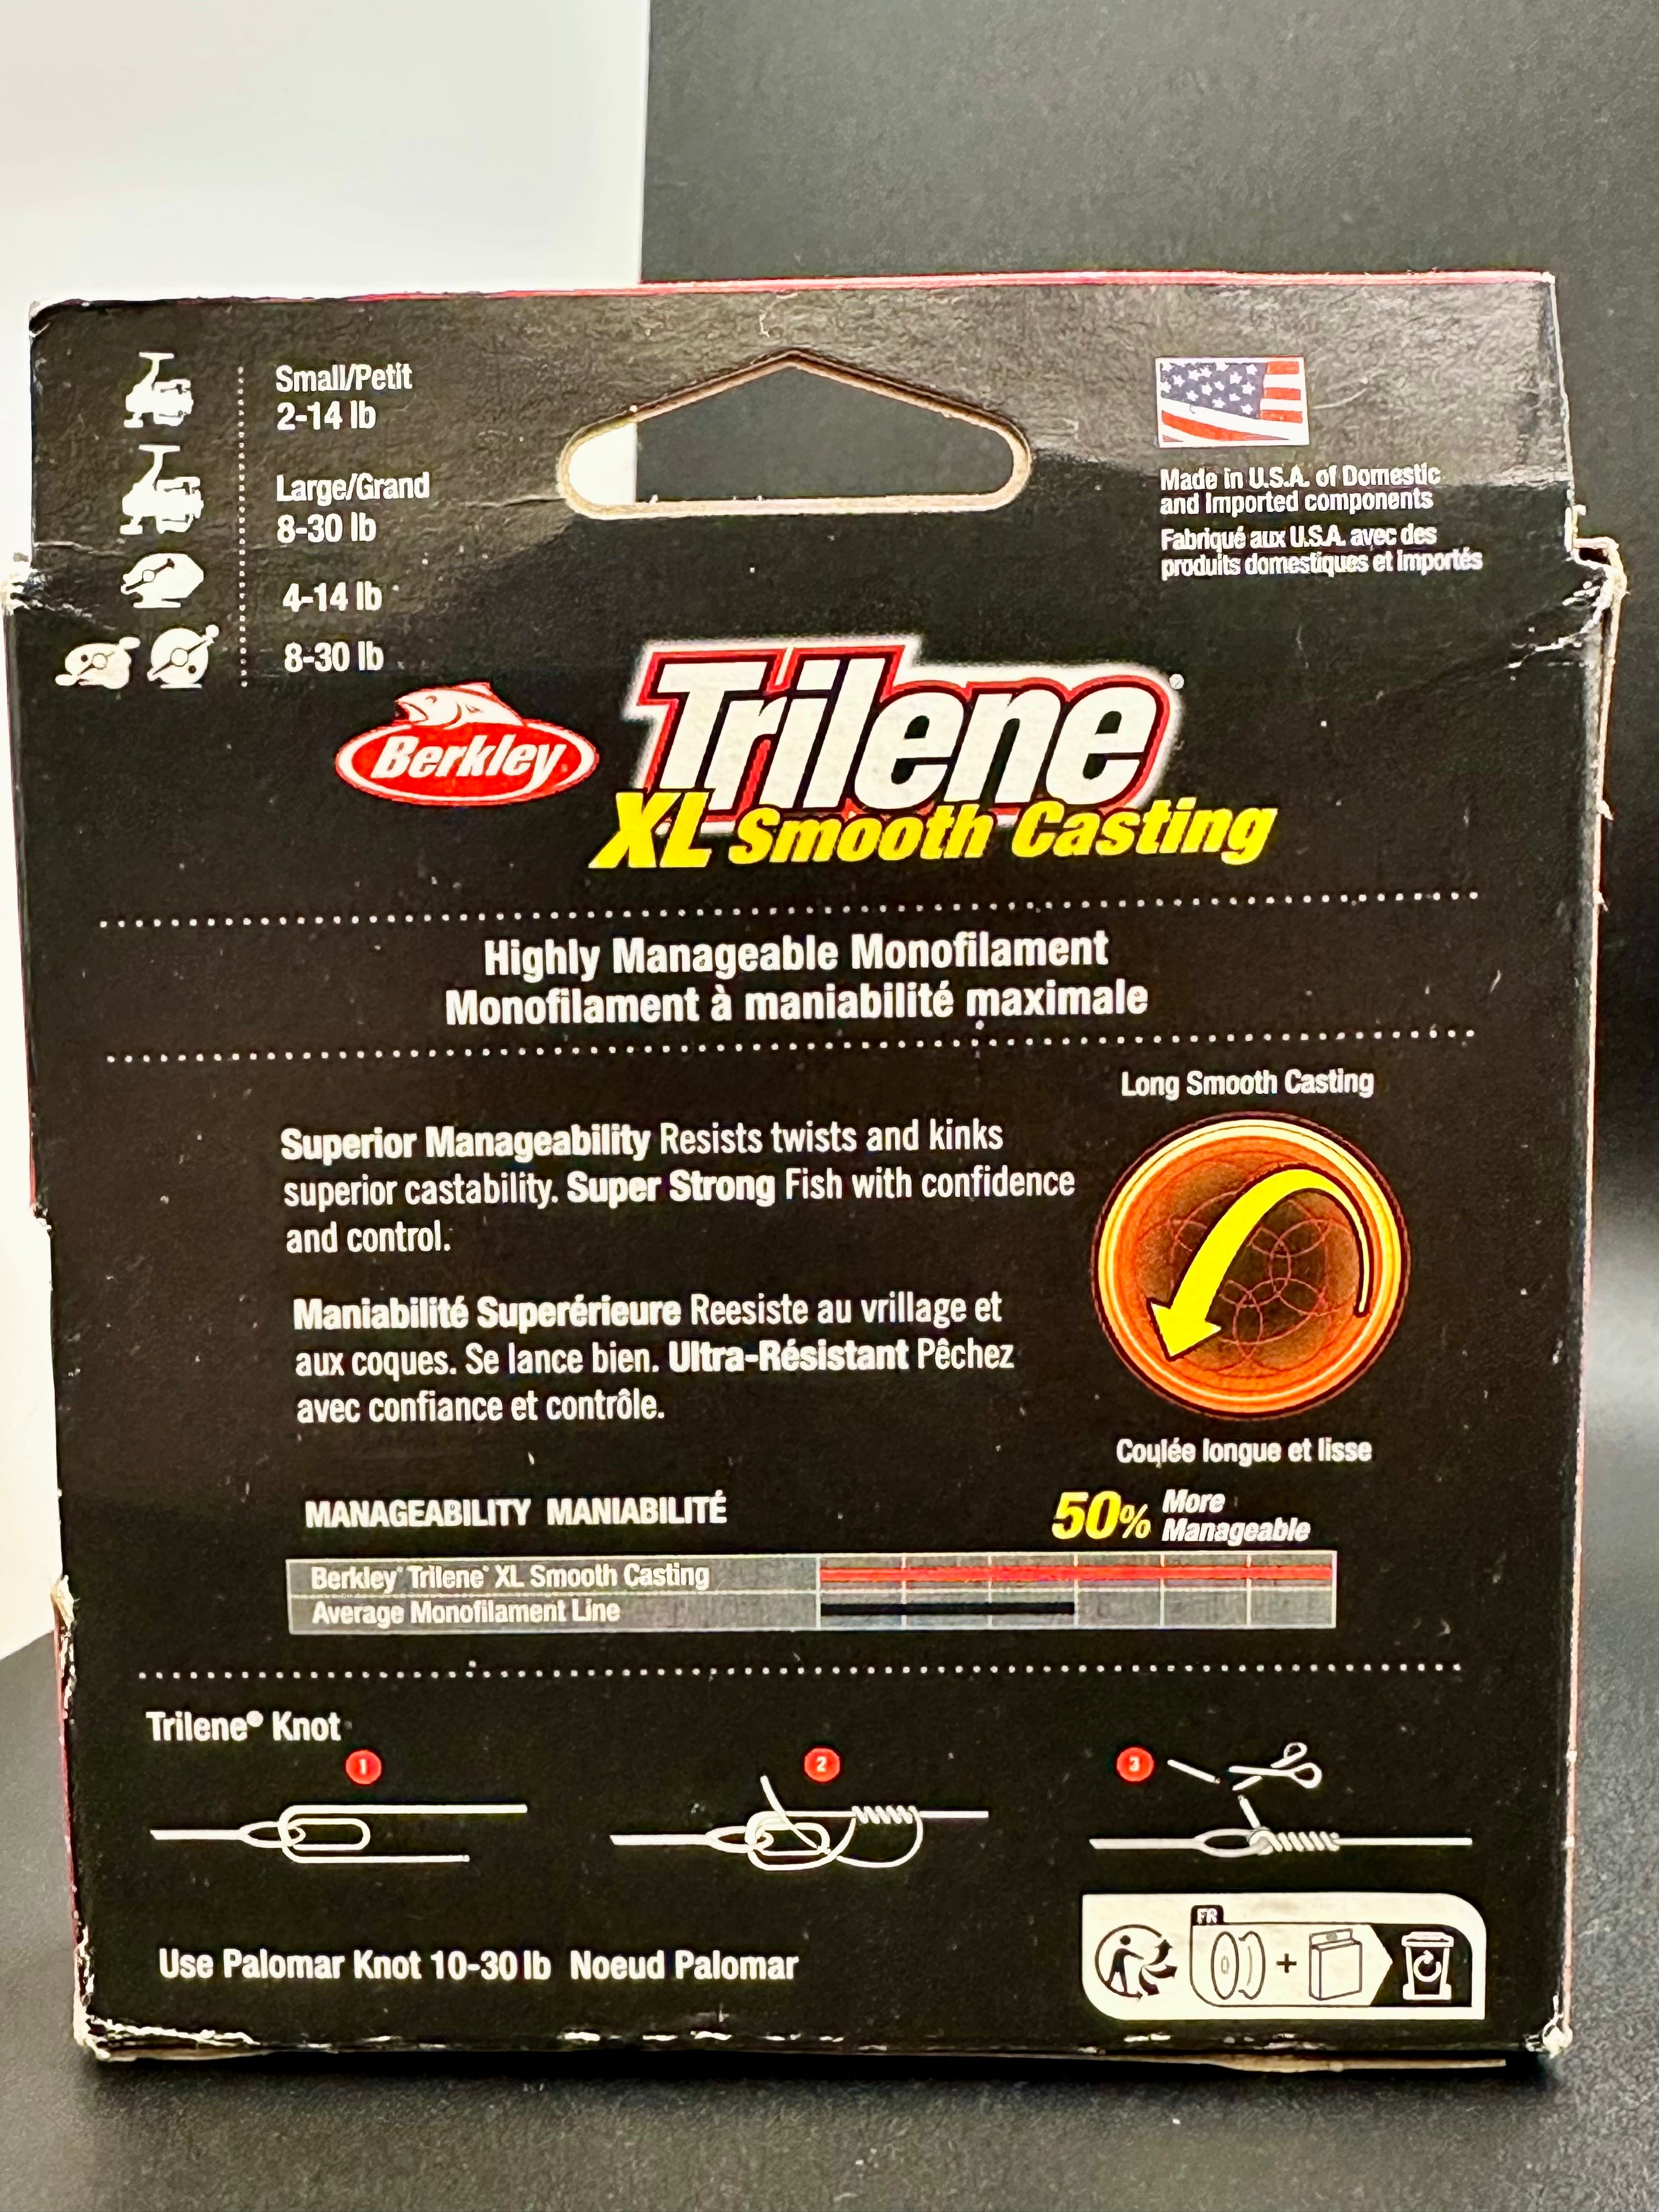 Small/Petit
2-14 lb
Large/Grand
8-30 lb
4-14 lb
8-30 lb
Made in U.S.A. of Domestic
and Imported components
Fabriqué aux U.S.A. avec des
produits domestiques et Importés
Berkley
Trilene®
XL Smooth Casting
Highly Manageable Monofilament
Monofilament à maniabilité maximale
Long Smooth Casting
Superior Manageability Resists twists and kinks
superior castability. Super Strong Fish with confidence
and control.
Maniabilité Superérieure Reesiste au vrillage et
aux coques. Se lance bien. Ultra-Résistant Pêchez
avec confiance et contrôle.
Coulée longue et lisse
MANAGEABILITY MANIABILITÉ
50% More
Manageable
Berkley® Trilene® XL Smooth Casting
Average Monofilament Line
Trilene® Knot
1
2
3
Use Palomar Knot 10-30 lb Noeud Palomar
FR
+